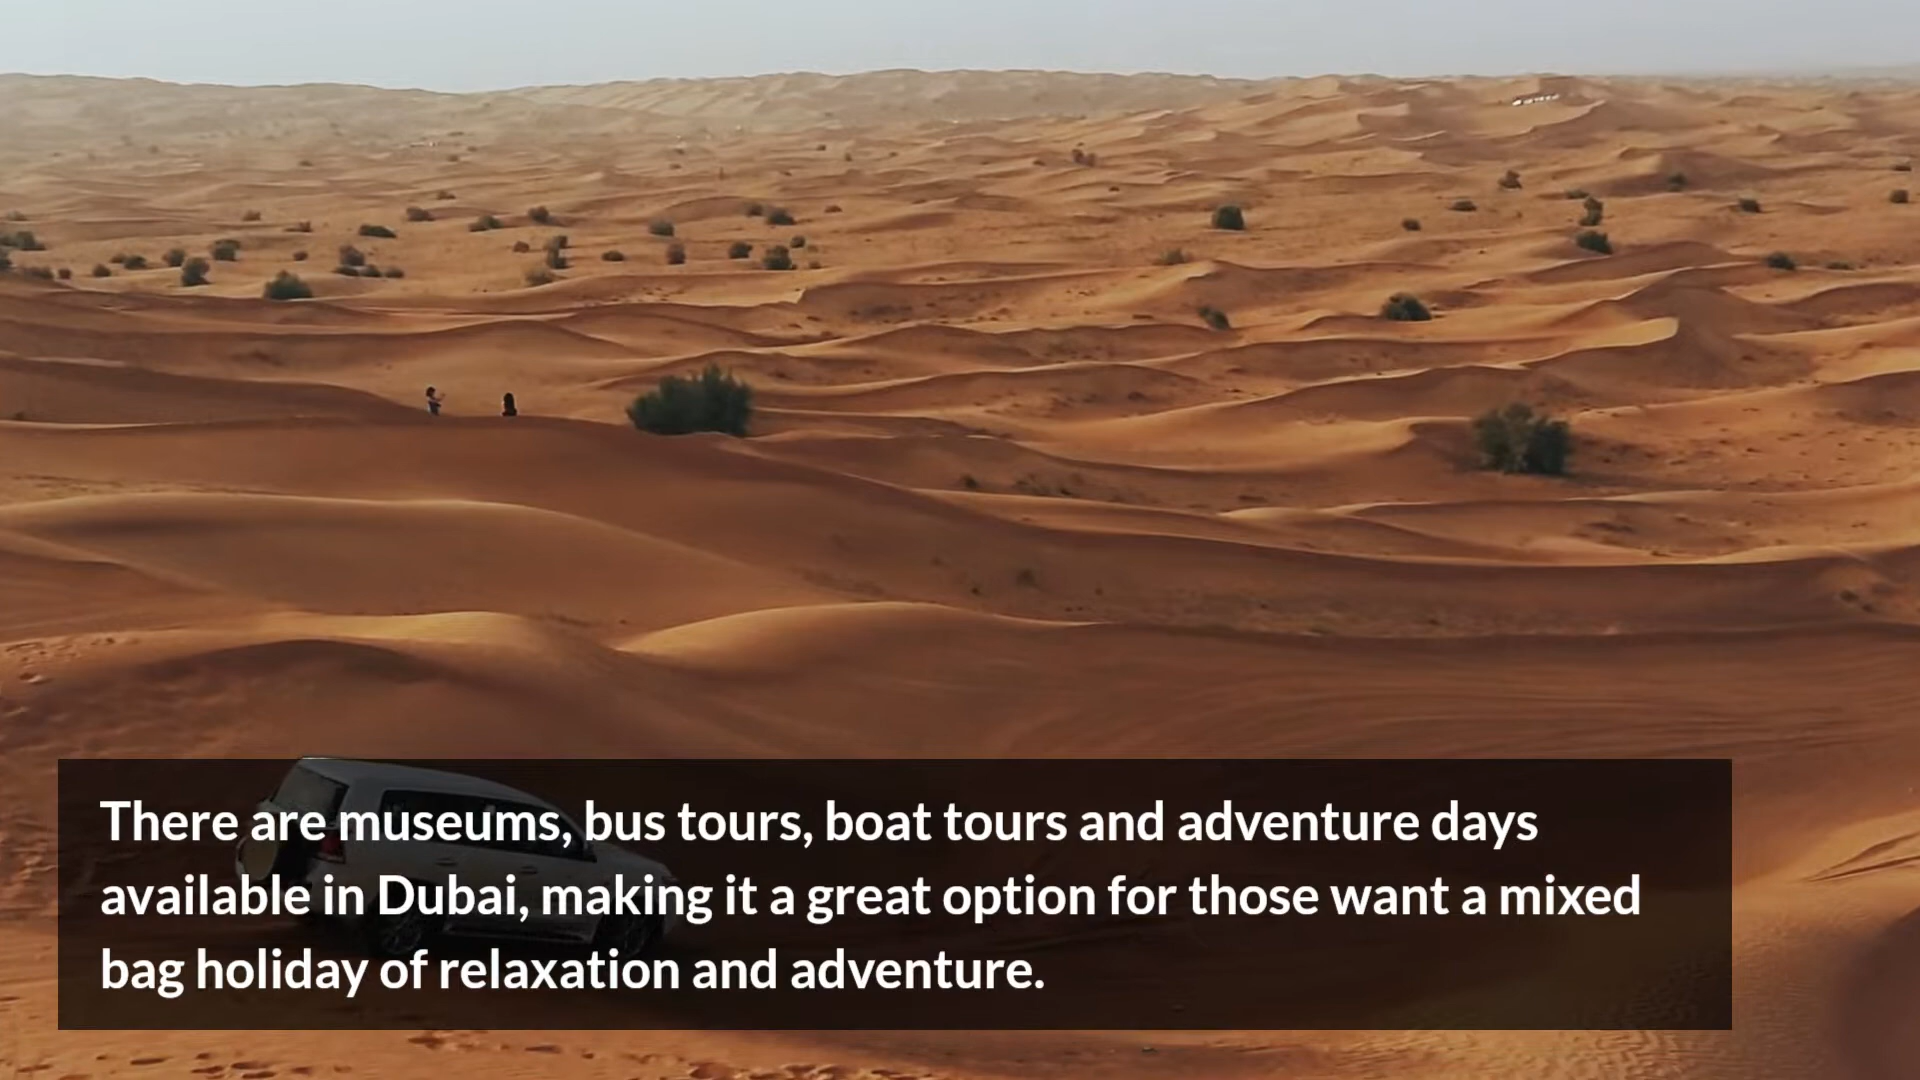 There are museums, bus tours, boat tours and adventure days
available in Dubai, making it a great option for those want a mixed
bag holiday of relaxation and adventure.